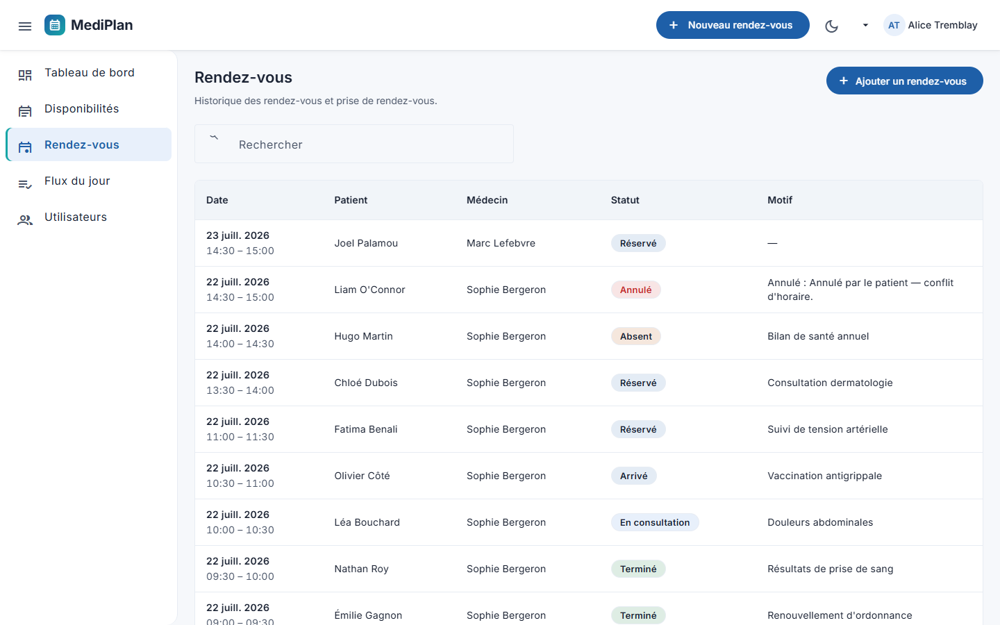 MediPlan
Nouveau rendez-vous
AT
Alice Tremblay
Tableau de bord
Disponibilités
Rendez-vous
Flux du jour
Utilisateurs
Rendez-vous
Historique des rendez-vous et prise de rendez-vous.
Ajouter un rendez-vous
Rechercher
Date Patient Médecin Statut Motif
23 juill. 2026
14:30 – 15:00
Joel Palamou Marc Lefebvre Réservé —
22 juill. 2026
14:30 – 15:00
Liam O'Connor Sophie Bergeron Annulé
Annulé : Annulé par le patient — conflit
d'horaire.
22 juill. 2026
14:00 – 14:30
Hugo Martin Sophie Bergeron Absent Bilan de santé annuel
22 juill. 2026
13:30 – 14:00
Chloé Dubois Sophie Bergeron Réservé Consultation dermatologie
22 juill. 2026
11:00 – 11:30
Fatima Benali Sophie Bergeron Réservé Suivi de tension artérielle
22 juill. 2026
10:30 – 11:00
Olivier Côté Sophie Bergeron Arrivé Vaccination antigrippale
22 juill. 2026
10:00 – 10:30
Léa Bouchard Sophie Bergeron En consultation Douleurs abdominales
22 juill. 2026
09:30 – 10:00
Nathan Roy Sophie Bergeron Terminé Résultats de prise de sang
22 juill. 2026
09:00 – 09:30
Émilie Gagnon Sophie Bergeron Terminé Renouvellement d'ordonnance